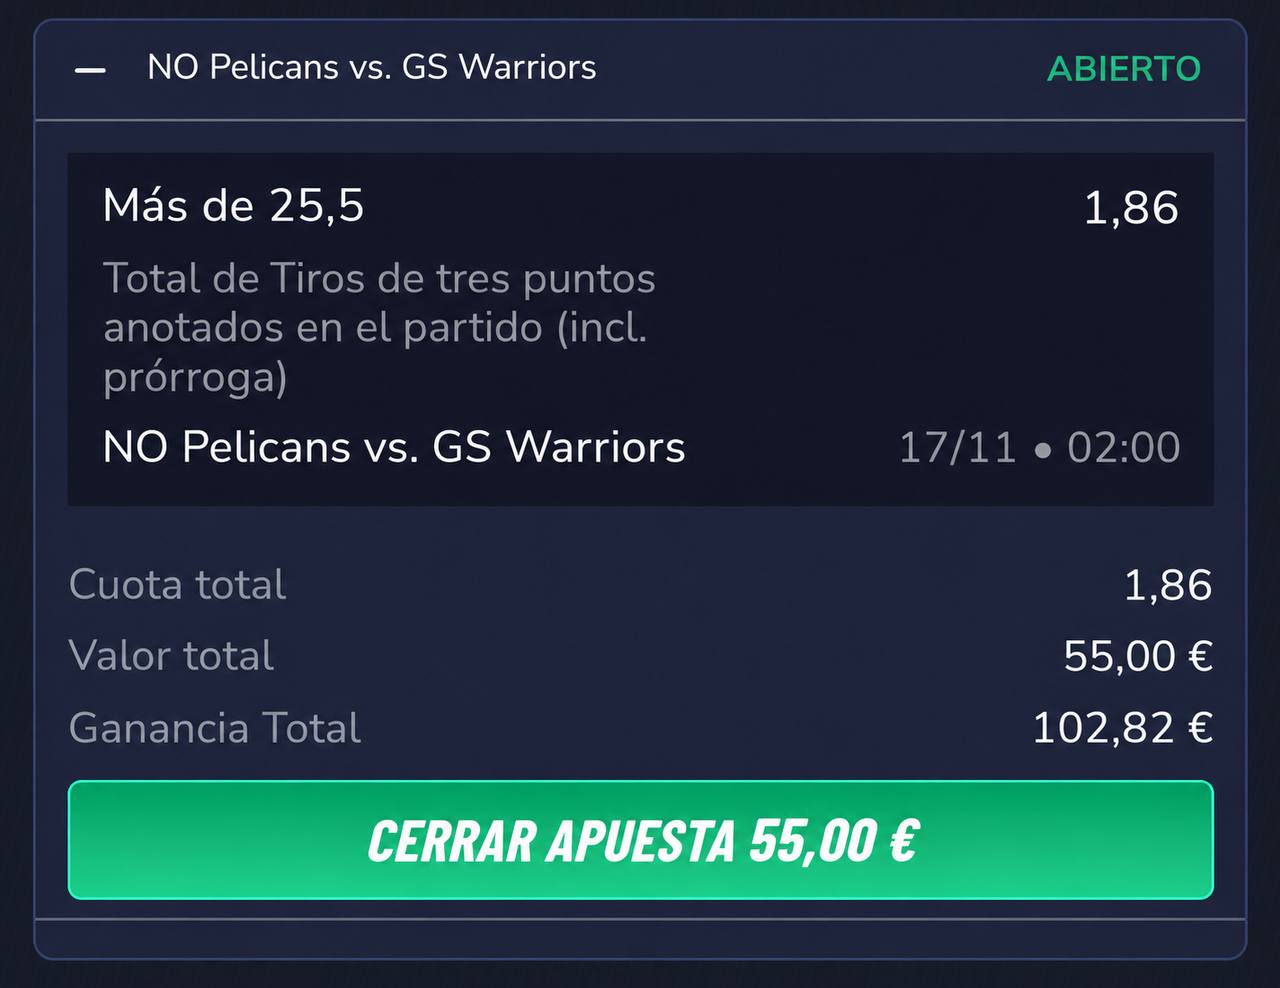 NO Pelicans vs. GS Warriors ABIERTO
Más de 25,5 1,86
Total de Tiros de tres puntos
anotados en el partido (incl.
prórroga)
NO Pelicans vs. GS Warriors 17/11 • 02:00
Cuota total 1,86
Valor total 55,00 €
Ganancia Total 102,82 €
CERRAR APUESTA 55,00 €